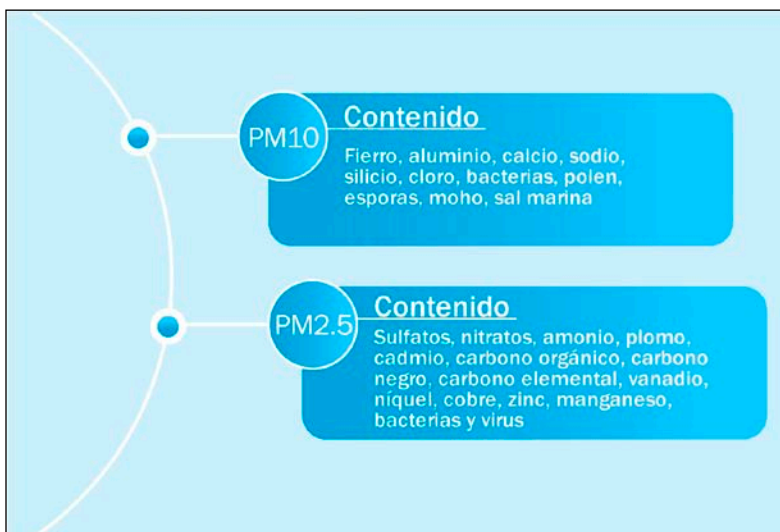 PM10
Contenido
Fierro, aluminio, calcio, sodio,
silicio, cloro, bacterias, polen,
esporas, moho, sal marina
PM2.5
Contenido
Sulfatos, nitratos, amonio, plomo,
cadmio, carbono orgánico, carbono
negro, carbono elemental, vanadio,
níquel, cobre, zinc, manganeso,
bacterias y virus